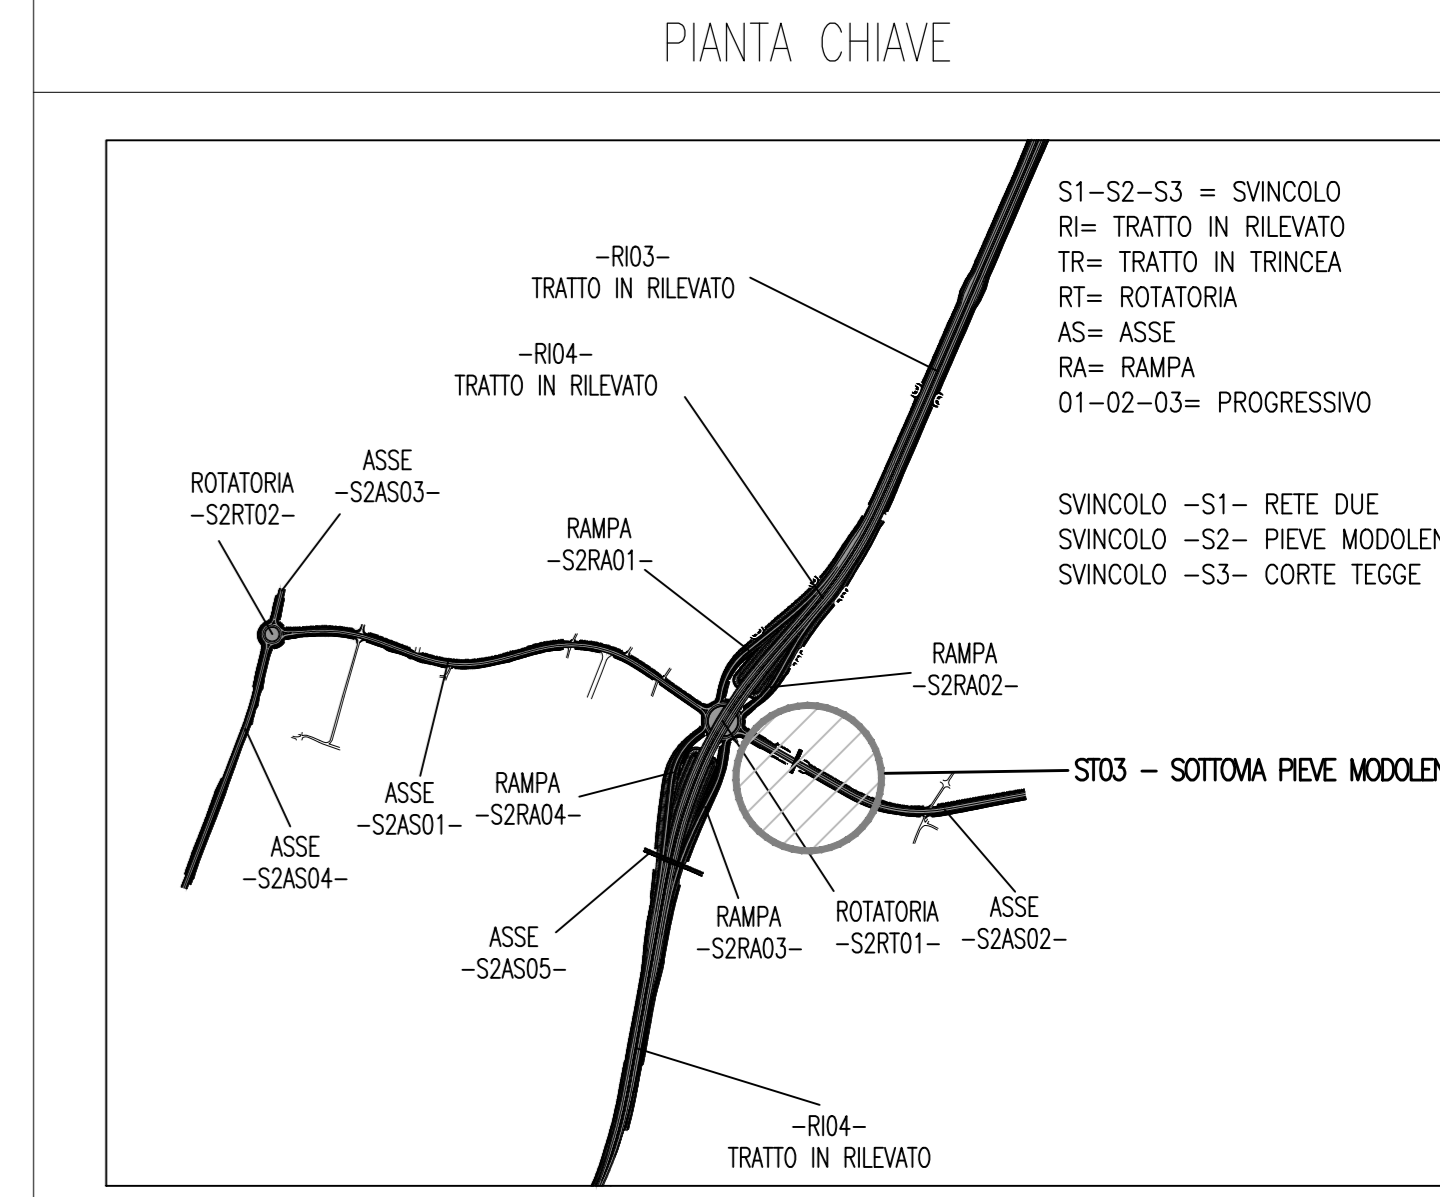 PIANTA CHIAVE
S1-S2-S3 = SVINCOLO
RI= TRATTO IN RILEVATO
TR= TRATTO IN TRINCEA
RT= ROTATORIA
AS= ASSE
RA= RAMPA
01-02-03= PROGRESSIVO
-RI03-
TRATTO IN RILEVATO
-RI04-
TRATTO IN RILEVATO
ASSE
-S2AS03-
ROTATORIA
-S2RT02-
RAMPA
-S2RA01-
SVINCOLO -S1- RETE DUE
SVINCOLO -S2- PIEVE MODOLEN
SVINCOLO -S3- CORTE TEGGE
RAMPA
-S2RA02-
ST03 - SOTTOVIA PIEVE MODOLEN
RAMPA
-S2RA04-
ASSE
-S2AS01-
ASSE
-S2AS04-
ASSE
-S2AS05-
RAMPA
-S2RA03-
ROTATORIA
-S2RT01-
ASSE
-S2AS02-
-RI04-
TRATTO IN RILEVATO